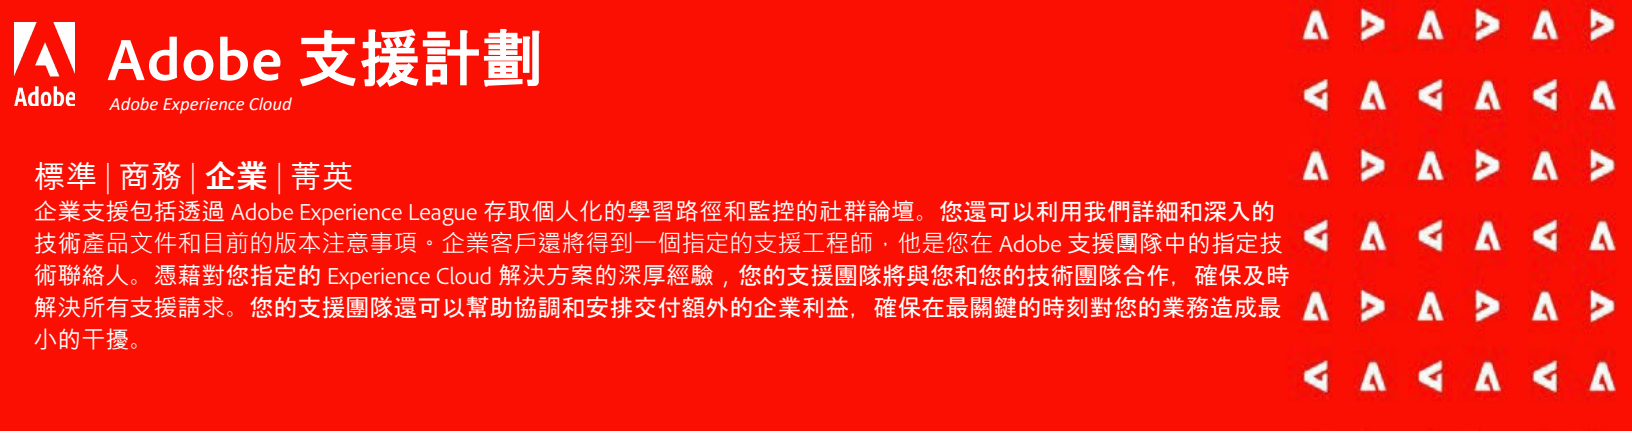 Adobe
Adobe 支援計劃
Adobe Experience Cloud
標準 | 商務 | 企業 | 菁英
企業支援包括透過 Adobe Experience League 存取個人化的學習路徑和監控的社群論壇。您還可以利用我們詳細和深入的
技術產品文件和目前的版本注意事項。企業客戶還將得到一個指定的支援工程師，他是您在 Adobe 支援團隊中的指定技
術聯絡人。憑藉對您指定的 Experience Cloud 解決方案的深厚經驗，您的支援團隊將與您和您的技術團隊合作，確保及時
解決所有支援請求。您的支援團隊還可以幫助協調和安排交付額外的企業利益，確保在最關鍵的時刻對您的業務造成最
小的干擾。